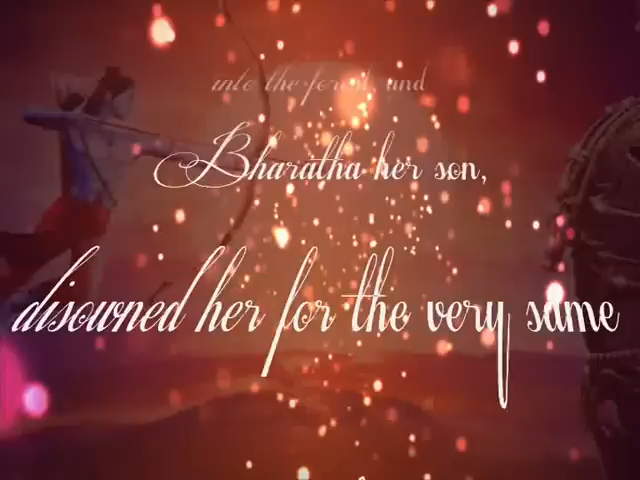 into the forest, and
Bharatha her son,
disowned her for the very same